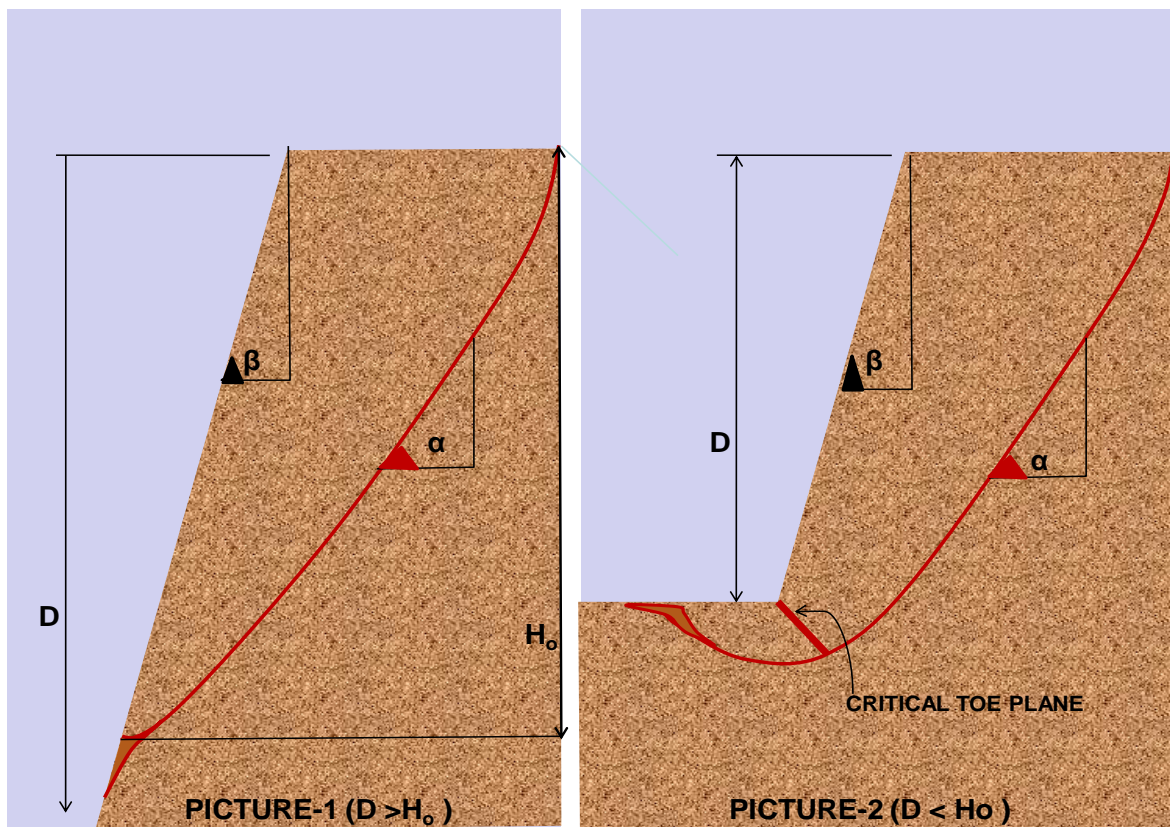 β
α
D
Hₒ
PICTURE-1 (D >Hₒ )
D
β
α
CRITICAL TOE PLANE
PICTURE-2 (D < Ho )